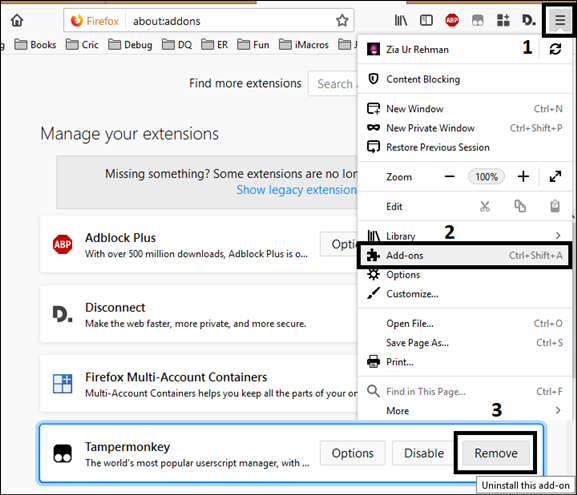 Firefox about:addons
1
Books Cric Debug DQ ER Fun iMacros J
Find more extensions Search a
Manage your extensions
Missing something? Some extensions are no lon
Show legacy extension
ABP
Adblock Plus
With over 500 million downloads, Adblock Plus is o...
Optio
D.
Disconnect
Make the web faster, more private, and more secure.
Firefox Multi-Account Containers
Multi-Account Containers helps you keep all the parts of your on
Tampermonkey
The world's most popular userscript manager, with ...
Options Disable Remove
Uninstall this add-on
ABP D.
Zia Ur Rehman
Content Blocking
New Window Ctrl+N
New Private Window Ctrl+Shift+P
Restore Previous Session
Zoom 100%
Edit
Library
2
Add-ons Ctrl+Shift+A
Options
Customize...
Open File... Ctrl+O
Save Page As... Ctrl+S
Print...
Find in This Page... Ctrl+F
More
3